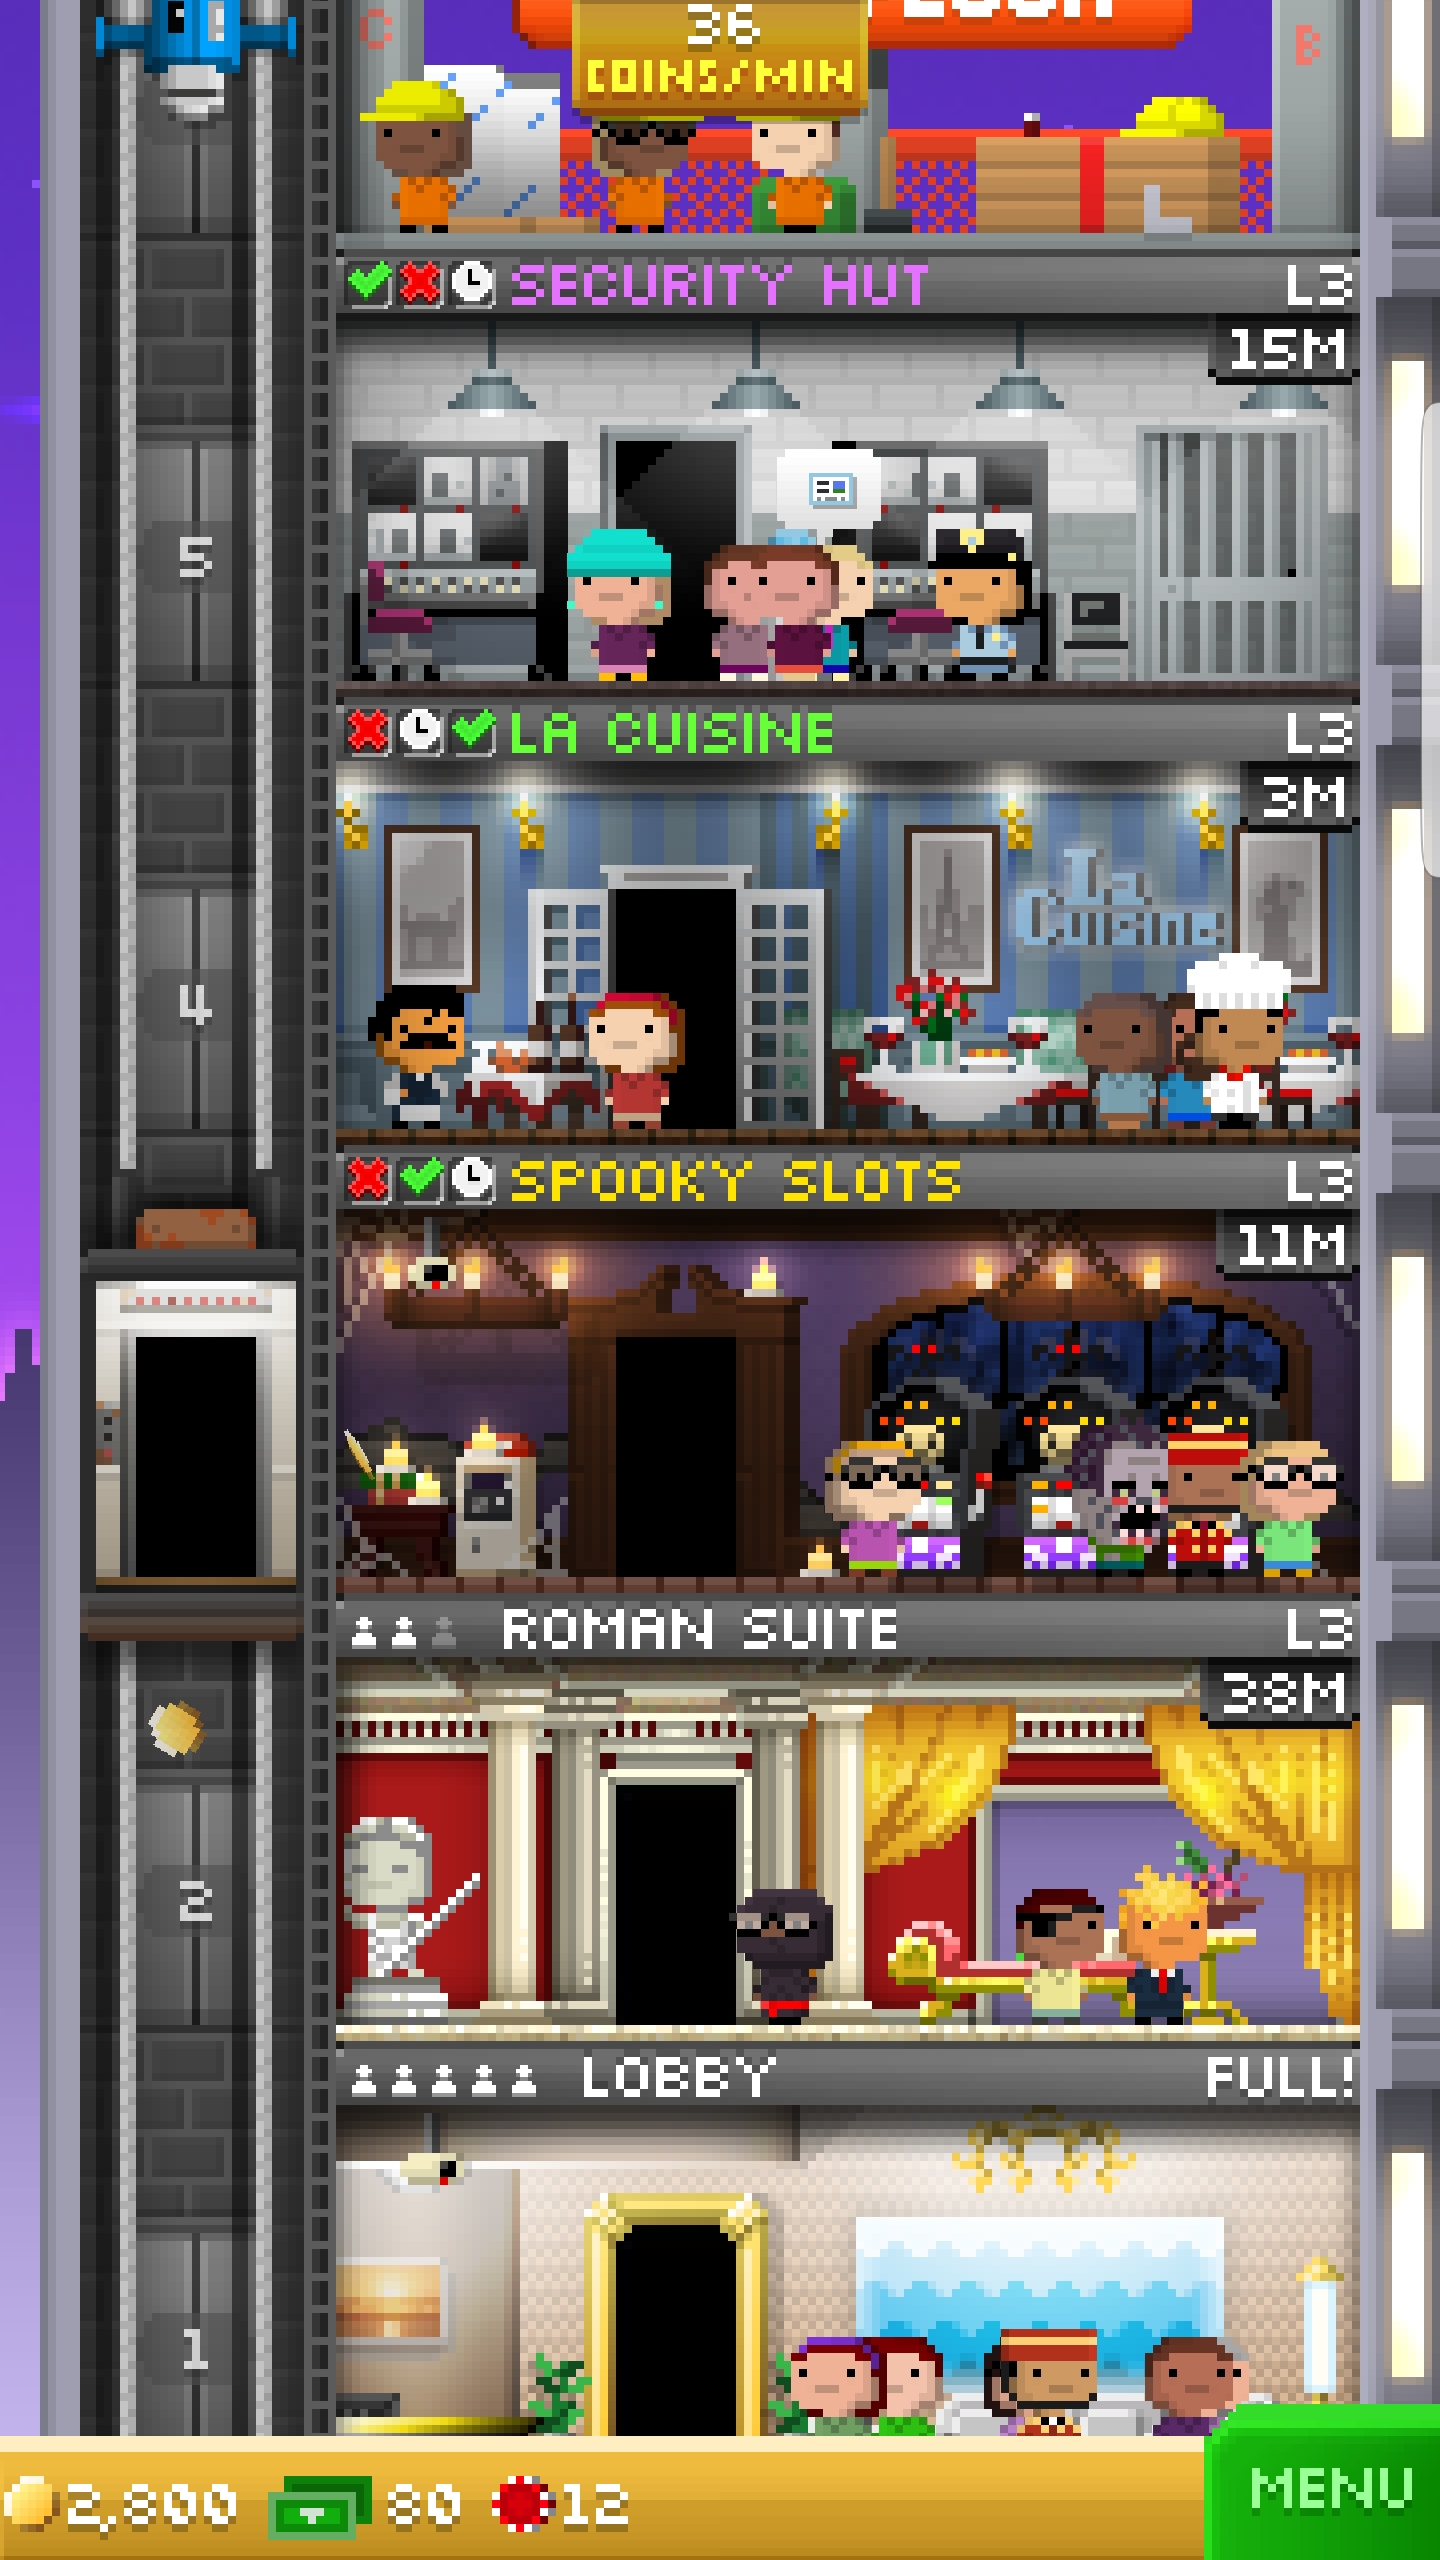 C
B
36
COINS/MIN
SECURITY HUT
L3
15M
5
LA CUISINE
L3
3M
La
Cuisine
4
SPOOKY SLOTS
L3
11M
ROMAN SUITE
L3
38M
2
LOBBY
FULL!
1
2,800
80
12
MENU